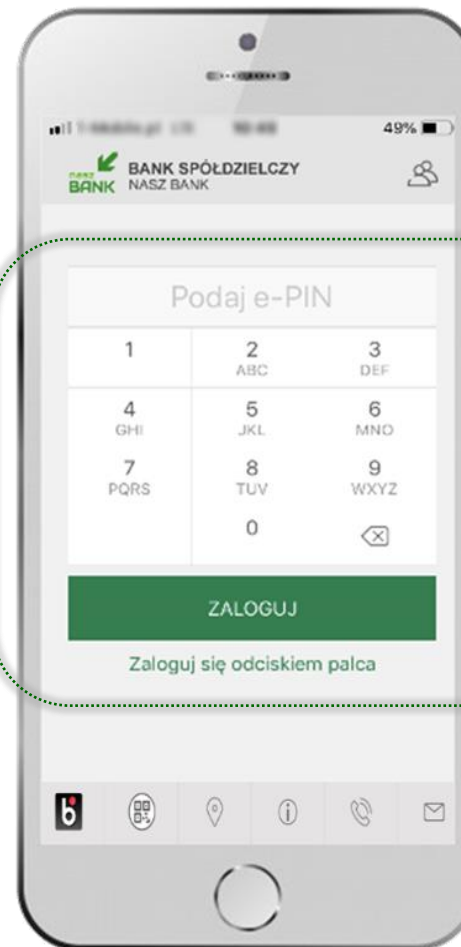 49%
nasz
BANK
BANK SPÓŁDZIELCZY
NASZ BANK
Podaj e-PIN
1 2 3
ABC DEF
4 5 6
GHI JKL MNO
7 8 9
PQRS TUV WXYZ
0
ZALOGUJ
Zaloguj się odciskiem palca